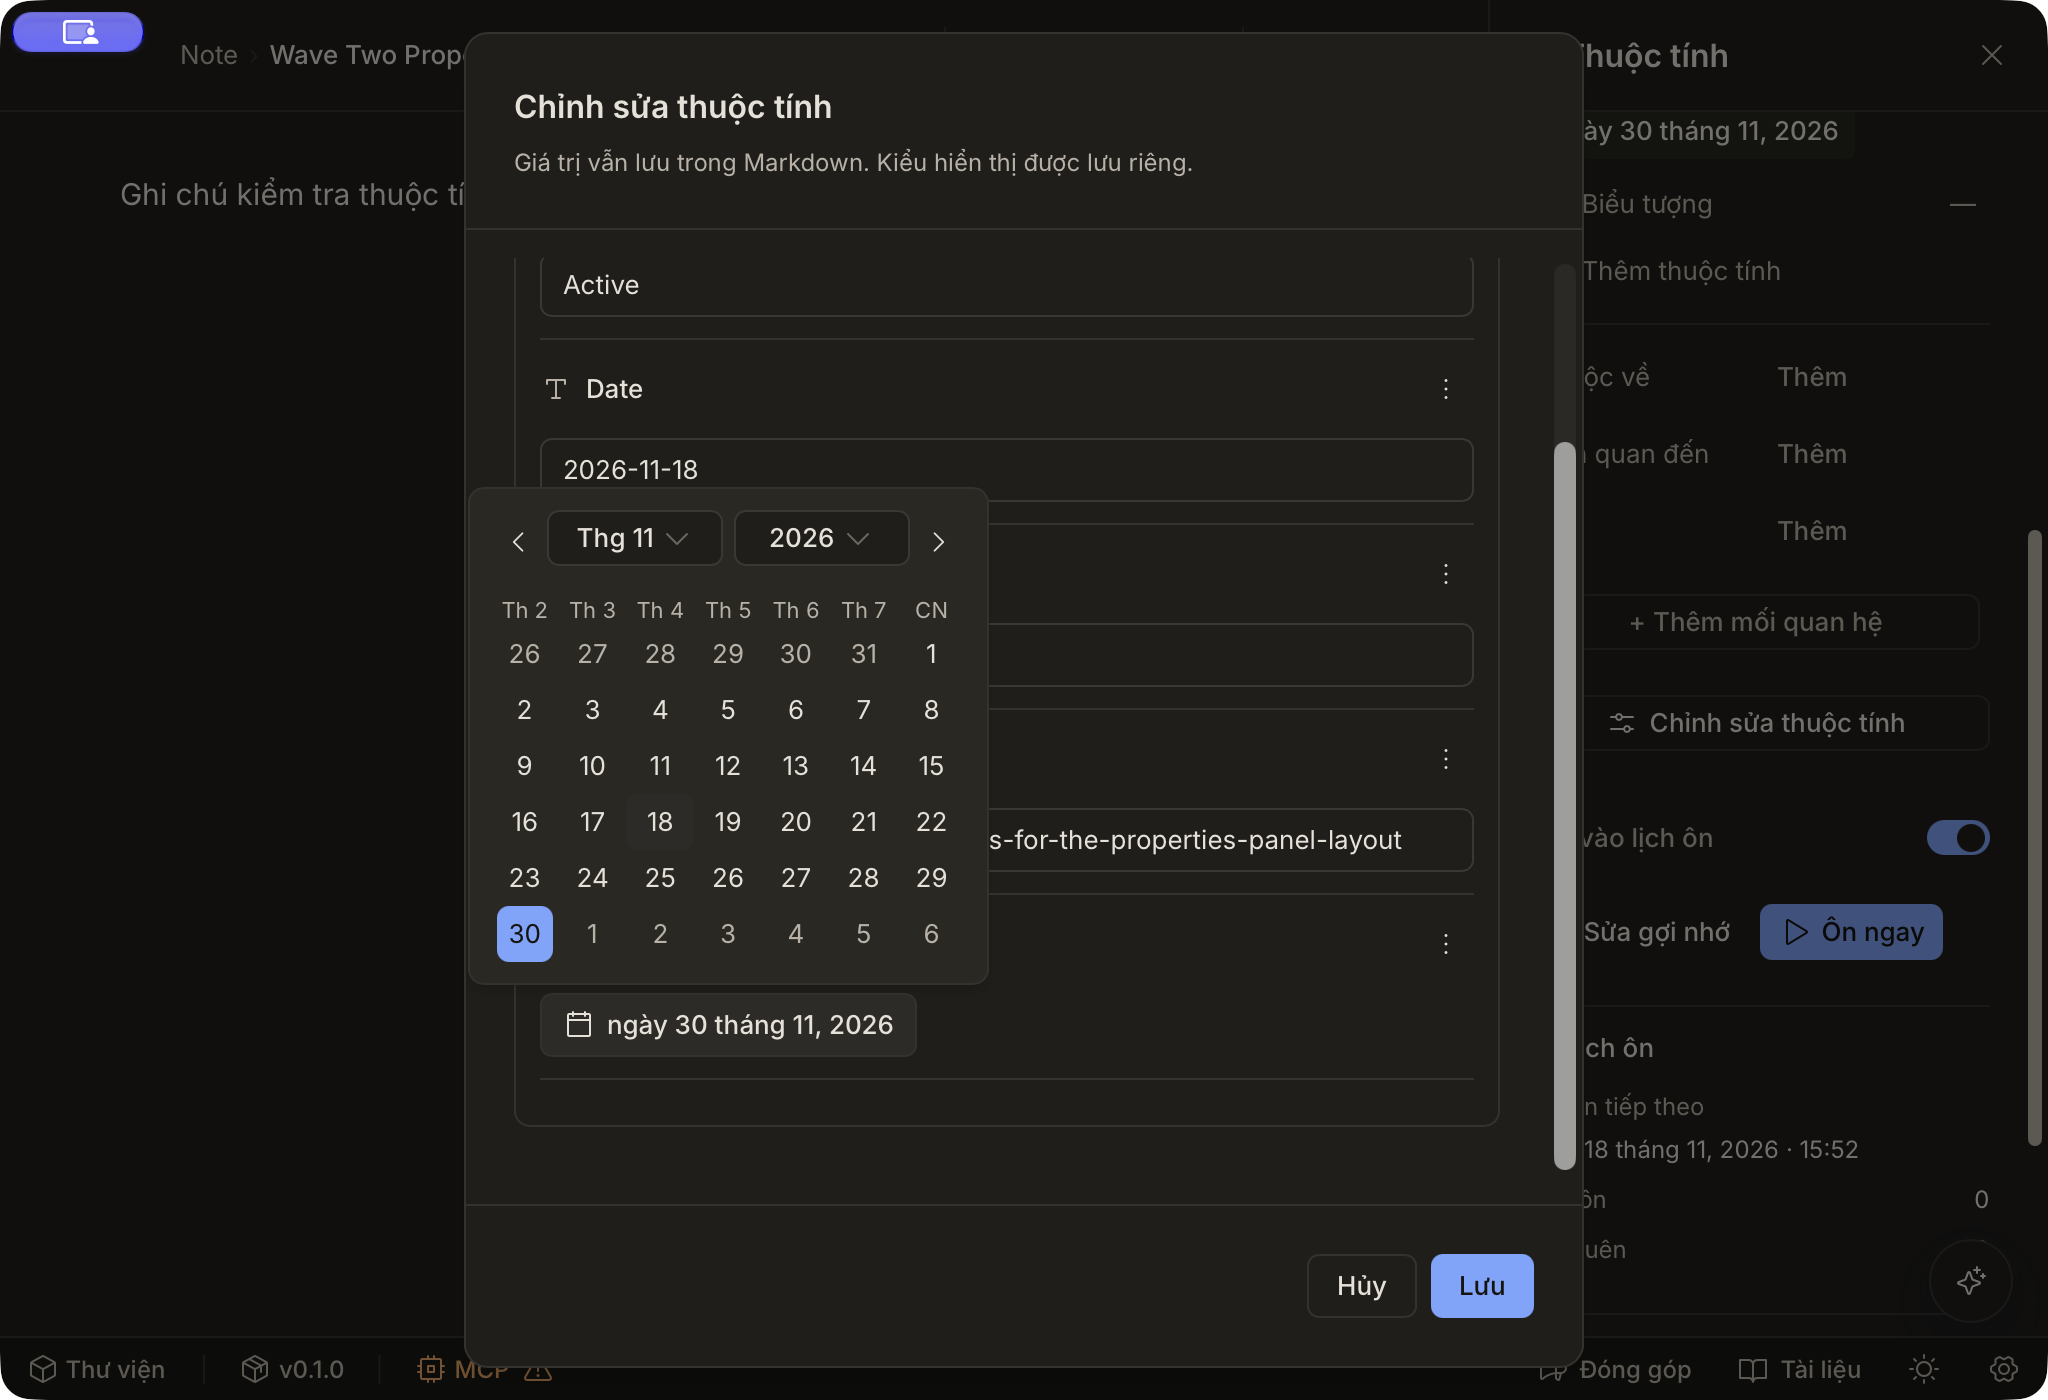 Note › Wave Two Prop
Ghi chú kiểm tra thuộc
Chỉnh sửa thuộc tính
Giá trị vẫn lưu trong Markdown. Kiểu hiển thị được lưu riêng.
Active
Date
2026-11-18
Thg 11
2026
Th 2 Th 3 Th 4 Th 5 Th 6 Th 7 CN
26 27 28 29 30 31 1
2 3 4 5 6 7 8
9 10 11 12 13 14 15
16 17 18 19 20 21 22
23 24 25 26 27 28 29
30 1 2 3 4 5 6
s-for-the-properties-panel-layout
ngày 30 tháng 11, 2026
Hủy
Lưu
huộc tính
ày 30 tháng 11, 2026
Biểu tượng —
Thêm thuộc tính
ộc về Thêm
quan đến Thêm
Thêm
+ Thêm mối quan hệ
Chỉnh sửa thuộc tính
vào lịch ôn
Sửa gợi nhớ
Ôn ngay
ch ôn
n tiếp theo
18 tháng 11, 2026 · 15:52
ôn 0
uên
Thư viện
v0.1.0
MCP
Đóng góp
Tài liệu